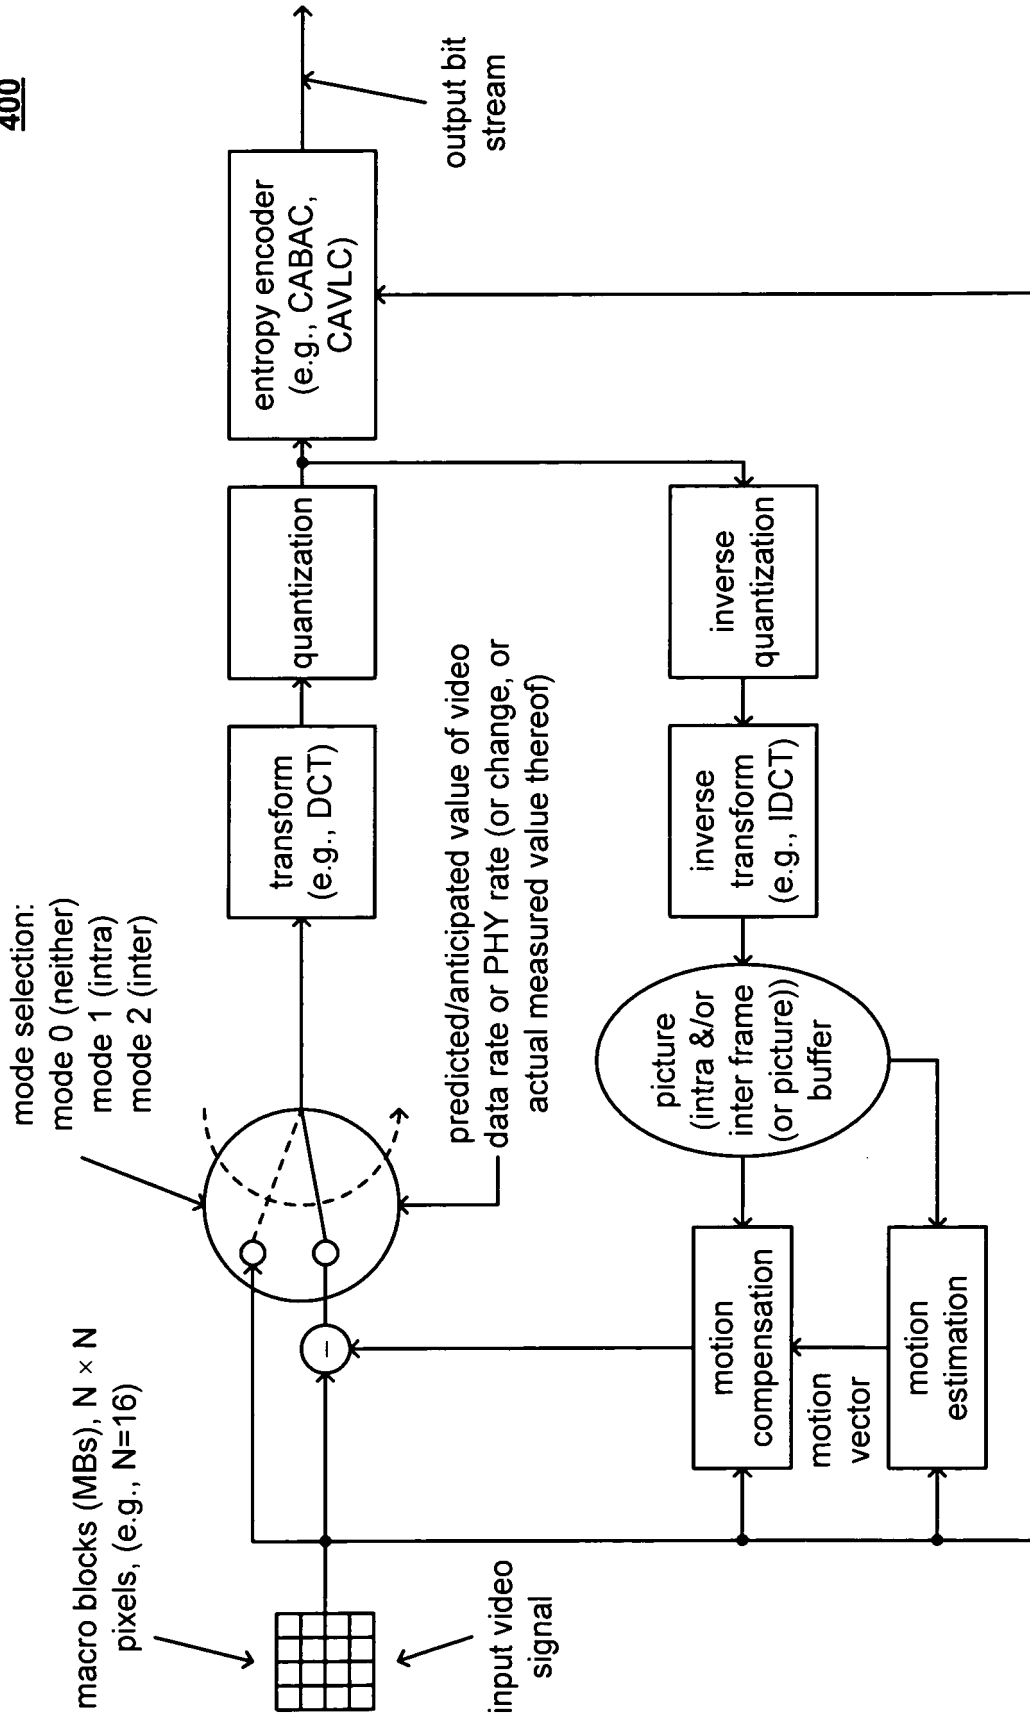 400
macro blocks (MBs), N × N
pixels, (e.g., N=16)
input video
signal
mode selection:
mode 0 (neither)
mode 1 (intra)
mode 2 (inter)
–
transform
(e.g., DCT)
quantization
entropy encoder
(e.g., CABAC,
CAVLC)
output bit
stream
predicted/anticipated value of video
data rate or PHY rate (or change, or
actual measured value thereof)
motion
compensation
motion
vector
motion
estimation
picture
(intra &/or
inter frame
(or picture))
buffer
inverse
transform
(e.g., IDCT)
inverse
quantization